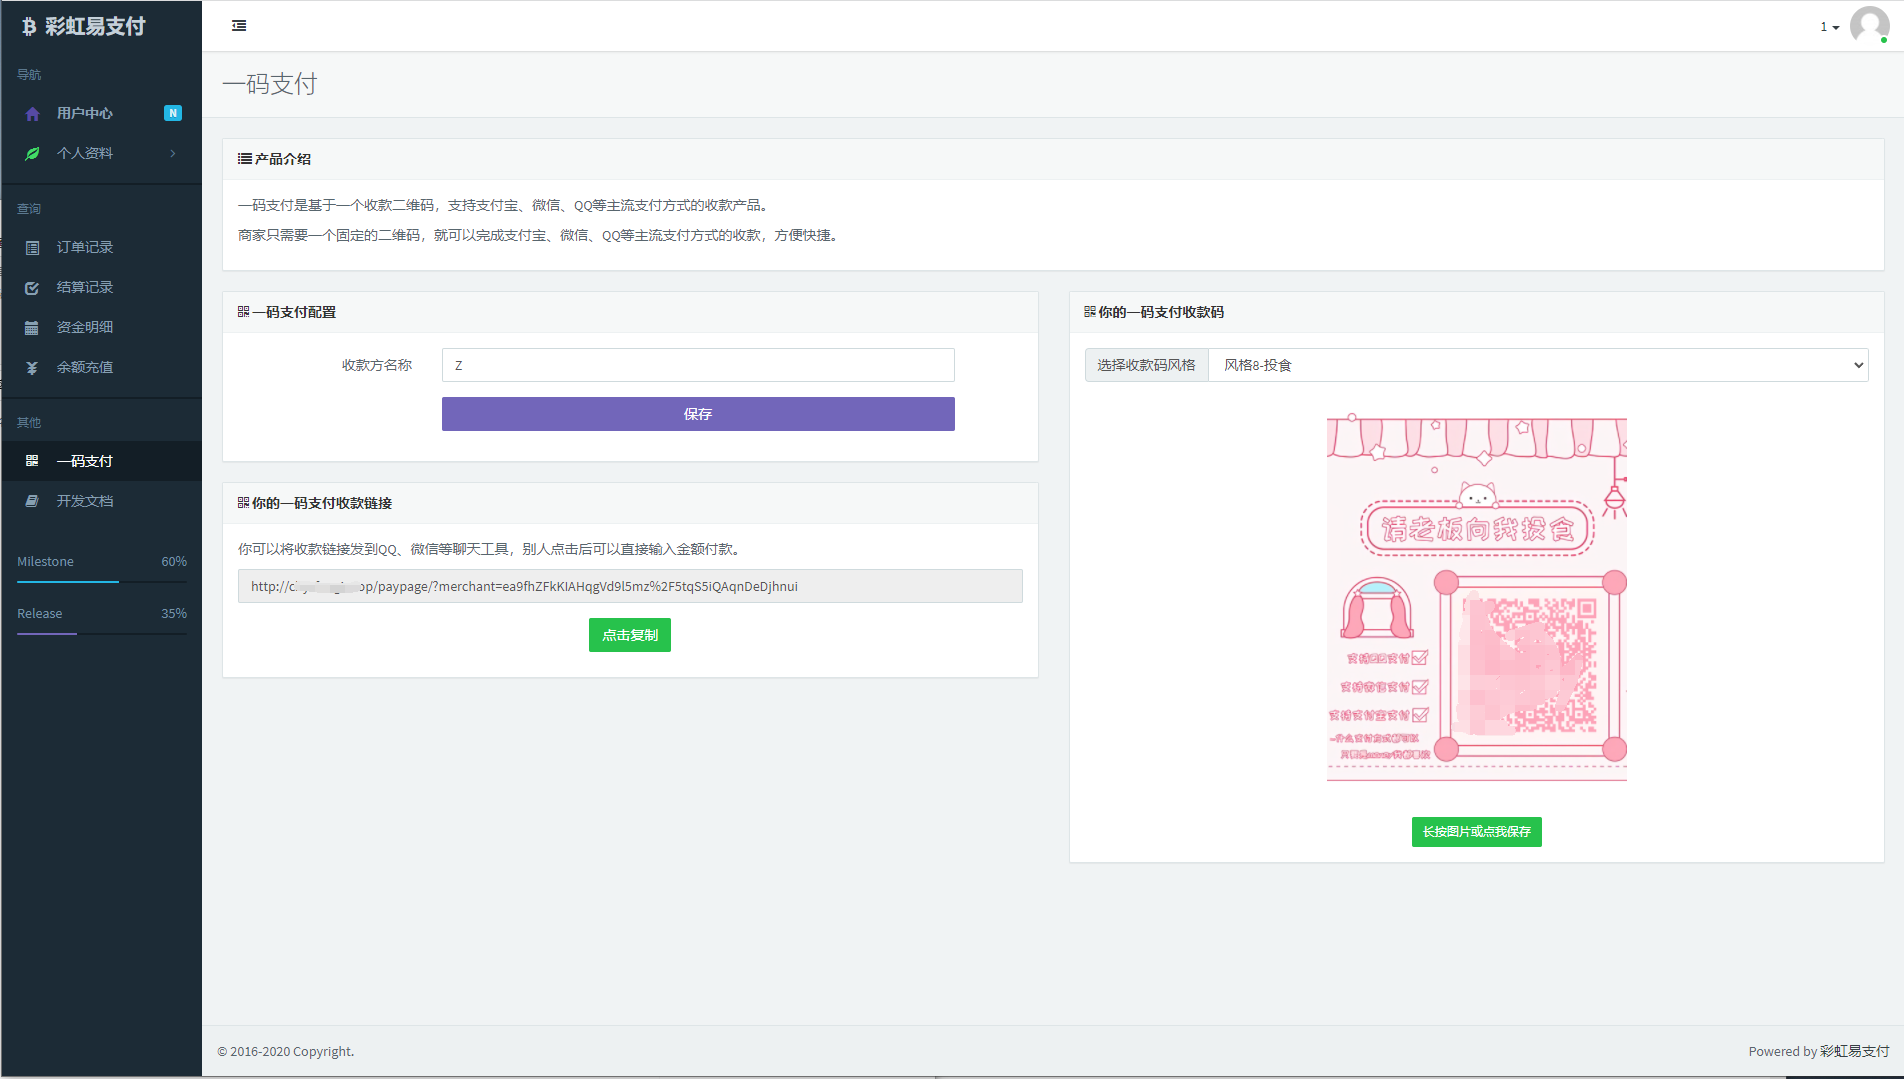 彩虹易支付
1
导航
用户中心
N
个人资料
查询
订单记录
结算记录
资金明细
余额充值
其他
一码支付
开发文档
Milestone 60%
Release 35%
一码支付
产品介绍
一码支付是基于一个收款二维码，支持支付宝、微信、QQ等主流支付方式的收款产品。
商家只需要一个固定的二维码，就可以完成支付宝、微信、QQ等主流支付方式的收款，方便快捷。
一码支付配置
收款方名称
Z
保存
你的一码支付收款链接
你可以将收款链接发到QQ、微信等聊天工具，别人点击后可以直接输入金额付款。
op/paypage/?merchant=ea9fhZFkKIAHqgVd9l5mz%2F5tqS5iQAqnDeDjhnui
点击复制
你的一码支付收款码
选择收款码风格
风格8-投食
请老板向我投食
支持QQ支付
支持微信支付
支持支付宝支付
长按图片或点我保存
© 2016-2020 Copyright.
Powered by 彩虹易支付